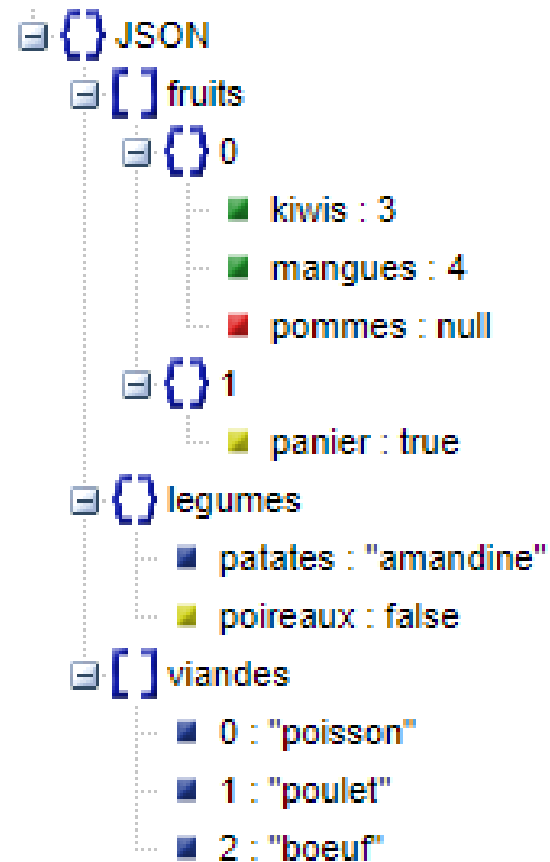 JSON
fruits
0
kiwis : 3
mangues : 4
pommes : null
1
panier : true
legumes
patates : "amandine"
poireaux : false
viandes
0 : "poisson"
1 : "poulet"
2 : "boeuf"